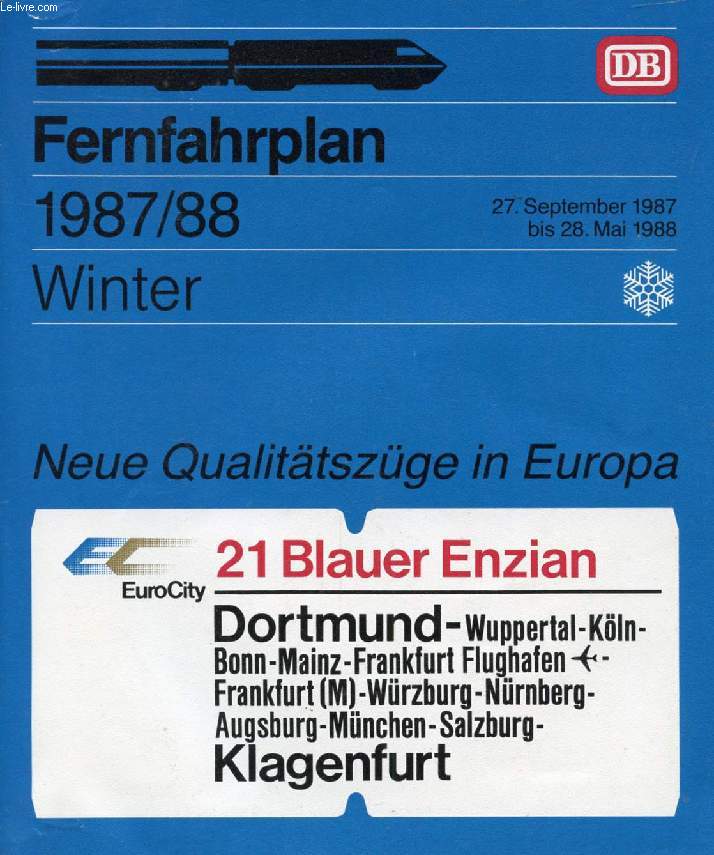 Le-livre.com
DB
Fernfahrplan
1987/88
27. September 1987
bis 28. Mai 1988
Winter
Neue Qualitätszüge in Europa
EC
EuroCity
21 Blauer Enzian
Dortmund-Wuppertal-Köln-
Bonn-Mainz-Frankfurt Flughafen -
Frankfurt (M)-Würzburg-Nürnberg-
Augsburg-München-Salzburg-
Klagenfurt